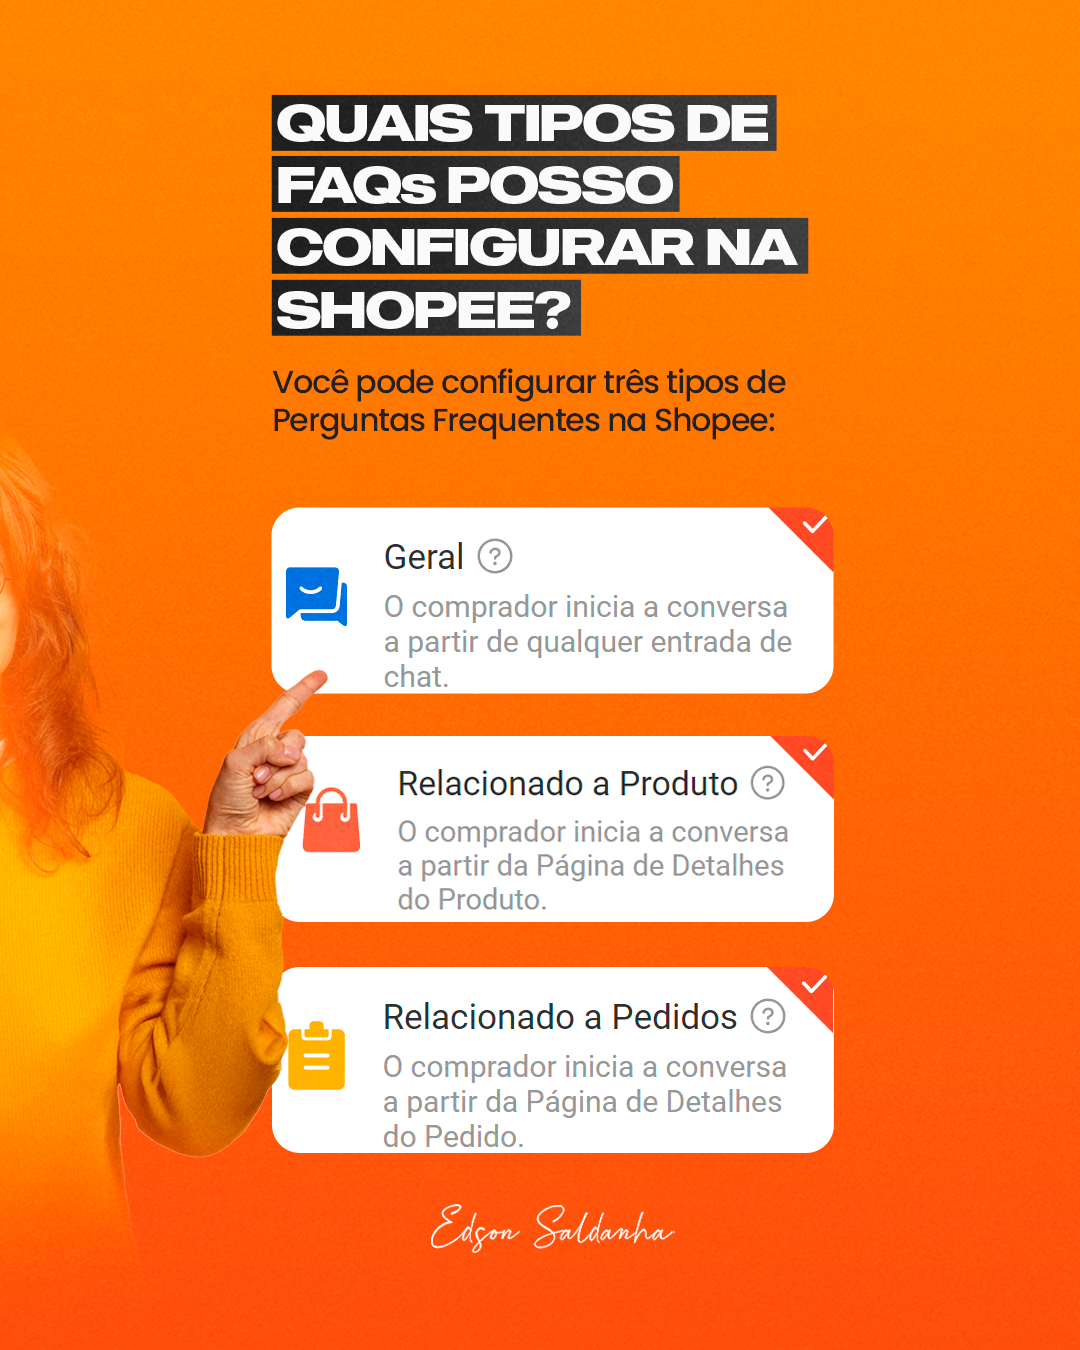 QUAIS TIPOS DE
FAQs POSSO
CONFIGURAR NA
SHOPEE?
Você pode configurar três tipos de
Perguntas Frequentes na Shopee:
Geral ?
O comprador inicia a conversa
a partir de qualquer entrada de
chat.
Relacionado a Produto ?
O comprador inicia a conversa
a partir da Página de Detalhes
do Produto.
Relacionado a Pedidos ?
O comprador inicia a conversa
a partir da Página de Detalhes
do Pedido.
Edson Saldanha